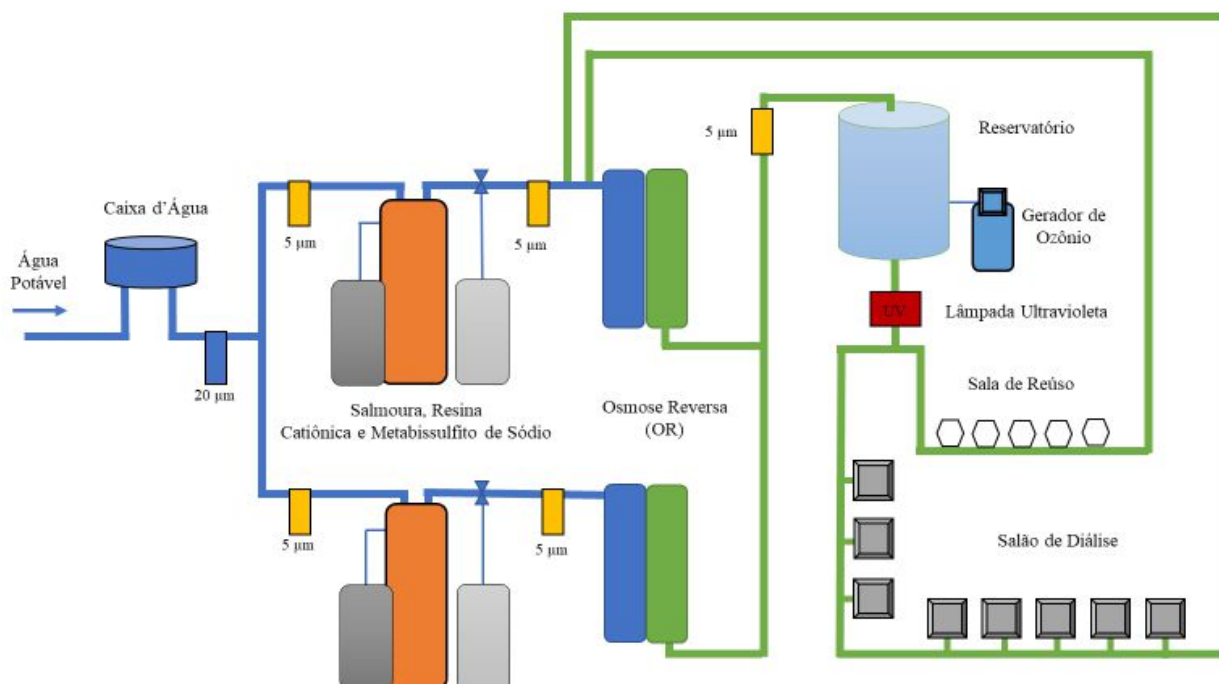 Caixa d’Água
Água
Potável
20 μm
5 μm
5 μm
Salmoura, Resina
Catiônica e Metabissulfito de Sódio
Osmose Reversa
(OR)
5 μm
Reservatório
Gerador de
Ozônio
UV
Lâmpada Ultravioleta
Sala de Reúso
5 μm
5 μm
Salão de Diálise